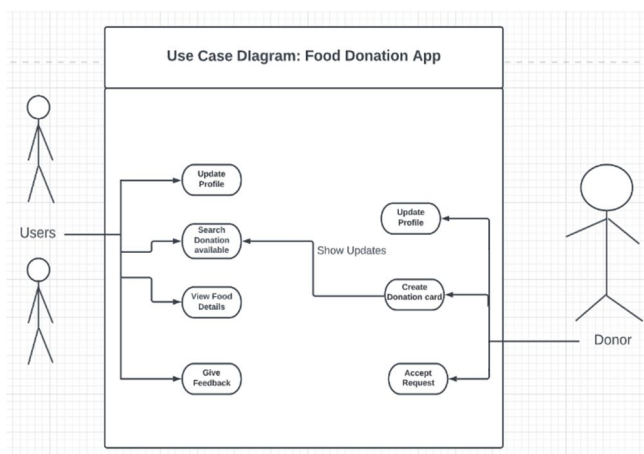 Use Case DIagram: Food Donation App
Update
Profile
Users
Search
Donation
available
Update
Profile
Show Updates
View Food
Details
Create
Donation card
Donor
Give
Feedback
Accept
Request